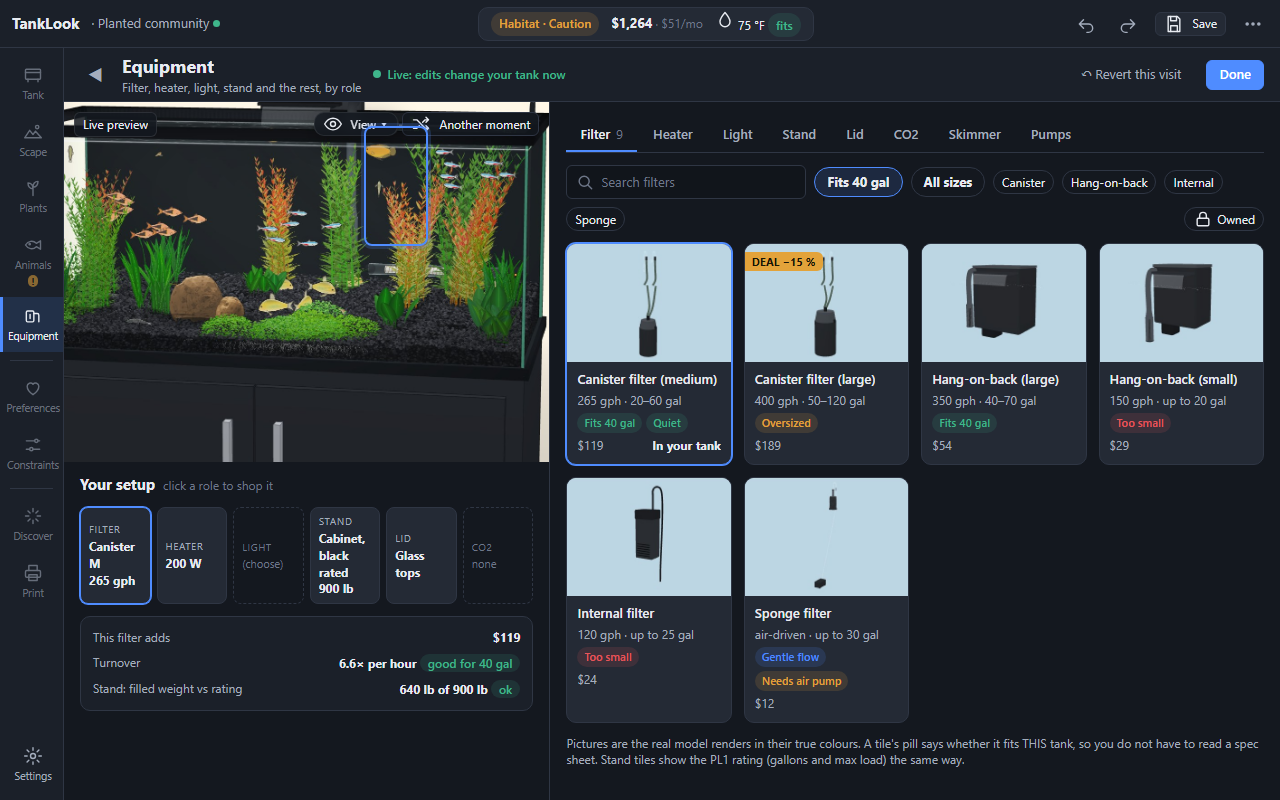 TankLook · Planted community
Habitat · Caution $1,264 · $51/mo 75 °F fits
Save
Tank
Scape
Plants
Animals
Equipment
Preferences
Constraints
Discover
Print
Settings
Equipment
Filter, heater, light, stand and the rest, by role
Live: edits change your tank now
Revert this visit
Done
Live preview
View
Another moment
Your setup click a role to shop it
FILTER
Canister
M
265 gph
HEATER
200 W
LIGHT
(choose)
STAND
Cabinet,
black
rated
900 lb
LID
Glass
tops
CO2
none
This filter adds $119
Turnover 6.6× per hour good for 40 gal
Stand: filled weight vs rating 640 lb of 900 lb ok
Filter 9 Heater Light Stand Lid CO2 Skimmer Pumps
Search filters
Fits 40 gal All sizes Canister Hang-on-back Internal
Sponge
Owned
Canister filter (medium)
265 gph · 20–60 gal
Fits 40 gal Quiet
$119 In your tank
DEAL −15 %
Canister filter (large)
400 gph · 50–120 gal
Oversized
$189
Hang-on-back (large)
350 gph · 40–70 gal
Fits 40 gal
$54
Hang-on-back (small)
150 gph · up to 20 gal
Too small
$29
Internal filter
120 gph · up to 25 gal
Too small
$24
Sponge filter
air-driven · up to 30 gal
Gentle flow
Needs air pump
$12
Pictures are the real model renders in their true colours. A tile's pill says whether it fits THIS tank, so you do not have to read a spec
sheet. Stand tiles show the PL1 rating (gallons and max load) the same way.